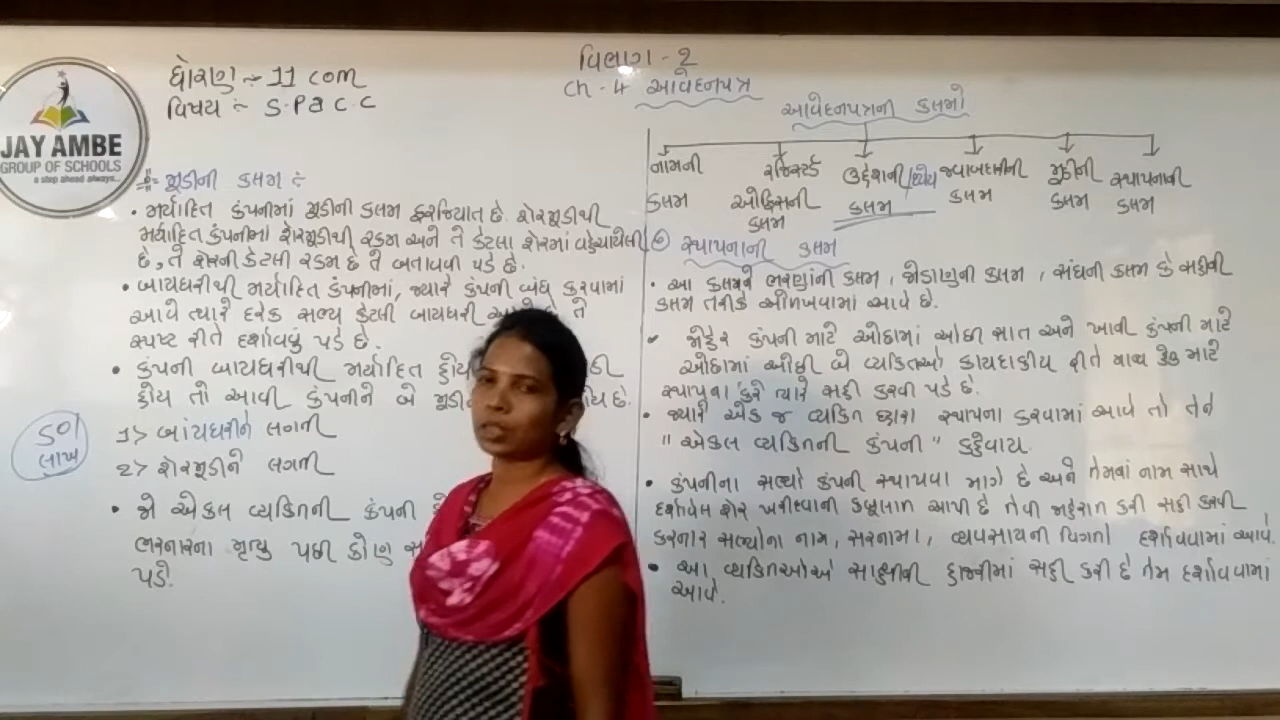 JAY AMBE
GROUP OF SCHOOLS
a step ahead always...
ધોરણ :- 11 com
વિષય :- S.P a C.C
વિભાગ - 2
Ch - 4 આવેદનપત્ર
આવેદનપત્રની કલમો
નામની કલમ
રજિસ્ટર્ડ ઓફિસની કલમ
ઉદ્દેશની/ધ્યેય કલમ
જવાબદારીની કલમ
મૂડીની કલમ
સ્થાપનાની કલમ
મૂડીની કલમ :-
• મર્યાદિત કંપનીમાં મૂડીની કલમ ફરજિયાત છે. શેરમૂડીથી
મર્યાદિત કંપનીમાં શેરમૂડીની રકમ અને તે કેટલા શેરમાં વહેંચાયેલી
છે, તે શેરની કેટલી રકમ છે તે બતાવવી પડે છે.
• બાંયધરીથી મર્યાદિત કંપનીમાં, જ્યારે કંપની બંધ કરવામાં
આવે ત્યારે દરેક સભ્ય કેટલી બાંયધરી તે
સ્પષ્ટ રીતે દર્શાવવું પડે છે.
• કંપની બાંયધરીથી મર્યાદિત
હોય તો આવી કંપનીને બે છે.
501
લાખ
1> બાંયધરીને લગતી
2> શેરમૂડીને લગતી
• જો એકલ વ્યક્તિની કંપની
ભરનારના મૃત્યુ પછી કોણ
પડે.
સ્થાપનાની કલમ
• આ કલમને ભરણાંની કલમ, જોડાણની કલમ, સંઘની કલમ કે સહીની
કલમ તરીકે ઓળખવામાં આવે છે.
• જાહેર કંપની માટે ઓછામાં ઓછી સાત અને ખાનગી કંપની માટે
ઓછામાં ઓછી બે વ્યક્તિઓ કાયદાકીય રીતે માન્ય હેતુ માટે
સ્થાપના કરે ત્યારે સહી કરવી પડે છે.
• જ્યારે એક જ વ્યક્તિ દ્વારા સ્થાપના કરવામાં આવે તો તેને
"એકલ વ્યક્તિની કંપની" કહેવાય.
• કંપનીના સભ્યો કંપની સ્થાપવા માગે છે અને તેમનાં નામ સાથે
દર્શાવેલ શેર ખરીદવાની કબૂલાત આપી છે તેવી જાહેરાત કરી સહી કરવી
કરનાર સભ્યોના નામ, સરનામા, વ્યવસાયની વિગતો દર્શાવવામાં આવે.
• આ વ્યક્તિઓએ સાક્ષીની હાજરીમાં સહી કરી છે તેમ દર્શાવવામાં
આવે.